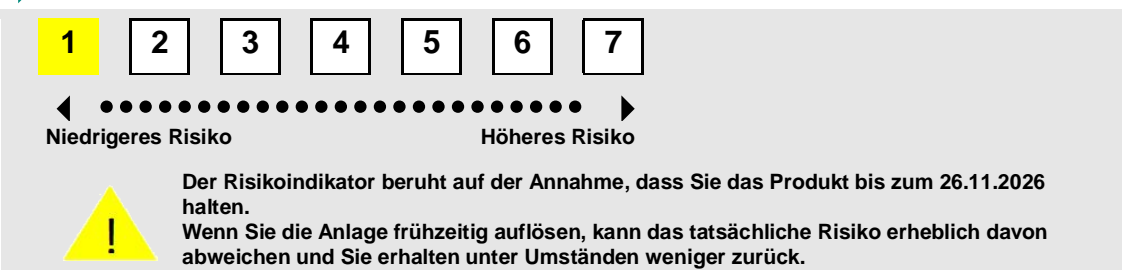 1 2 3 4 5 6 7
Niedrigeres Risiko Höheres Risiko
Der Risikoindikator beruht auf der Annahme, dass Sie das Produkt bis zum 26.11.2026
halten.
Wenn Sie die Anlage frühzeitig auflösen, kann das tatsächliche Risiko erheblich davon
abweichen und Sie erhalten unter Umständen weniger zurück.
!